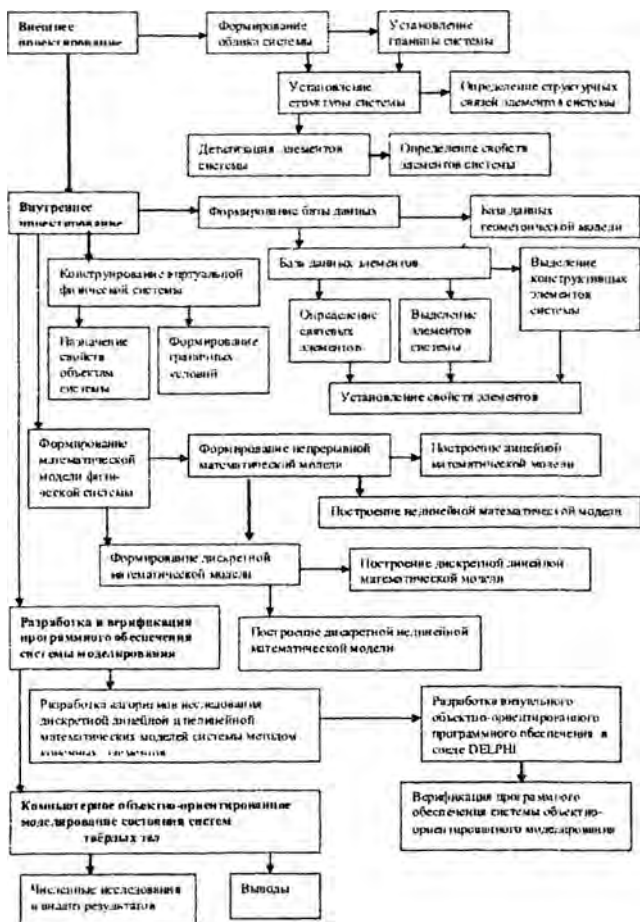 Внешнее
проектирование
Формирование
облика системы
Установление
границы системы
Установление
структуры системы
Определение структурных
связей элементов системы
Детализация элементов
системы
Определение свойств
элементов системы
Внутреннее
проектирование
Формирование базы данных
База данных
геометрической модели
Конструирование виртуальной
физической системы
База данных элементов
Выделение
конструктивных
элементов
системы
Назначение
свойств
объектам
системы
Формирование
граничных
условий
Определение
связевых
элементов
Выделение
элементов
системы
Установление свойств элементов
Формирование
математической
модели физи-
ческой системы
Формирование непрерывной
математической модели
Построение линейной
математической модели
Построение нелинейной математической модели
Формирование дискретной
математической модели
Построение дискретной линейной
математической модели
Разработка и верификация
программного обеспечения
системы моделирования
Построение дискретной нелинейной
математической модели
Разработка алгоритмов исследования
дискретной линейной и нелинейной
математических моделей системы методом
конечных элементов
Разработка визуального
объектно-ориентированного
программного обеспечения в
среде DELPHI
Компьютерное объектно-ориентированное
моделирование состояния систем
твёрдых тел
Верификация программного
обеспечения системы объектно-
ориентированного моделирования
Численные исследования
и анализ результатов
Выводы